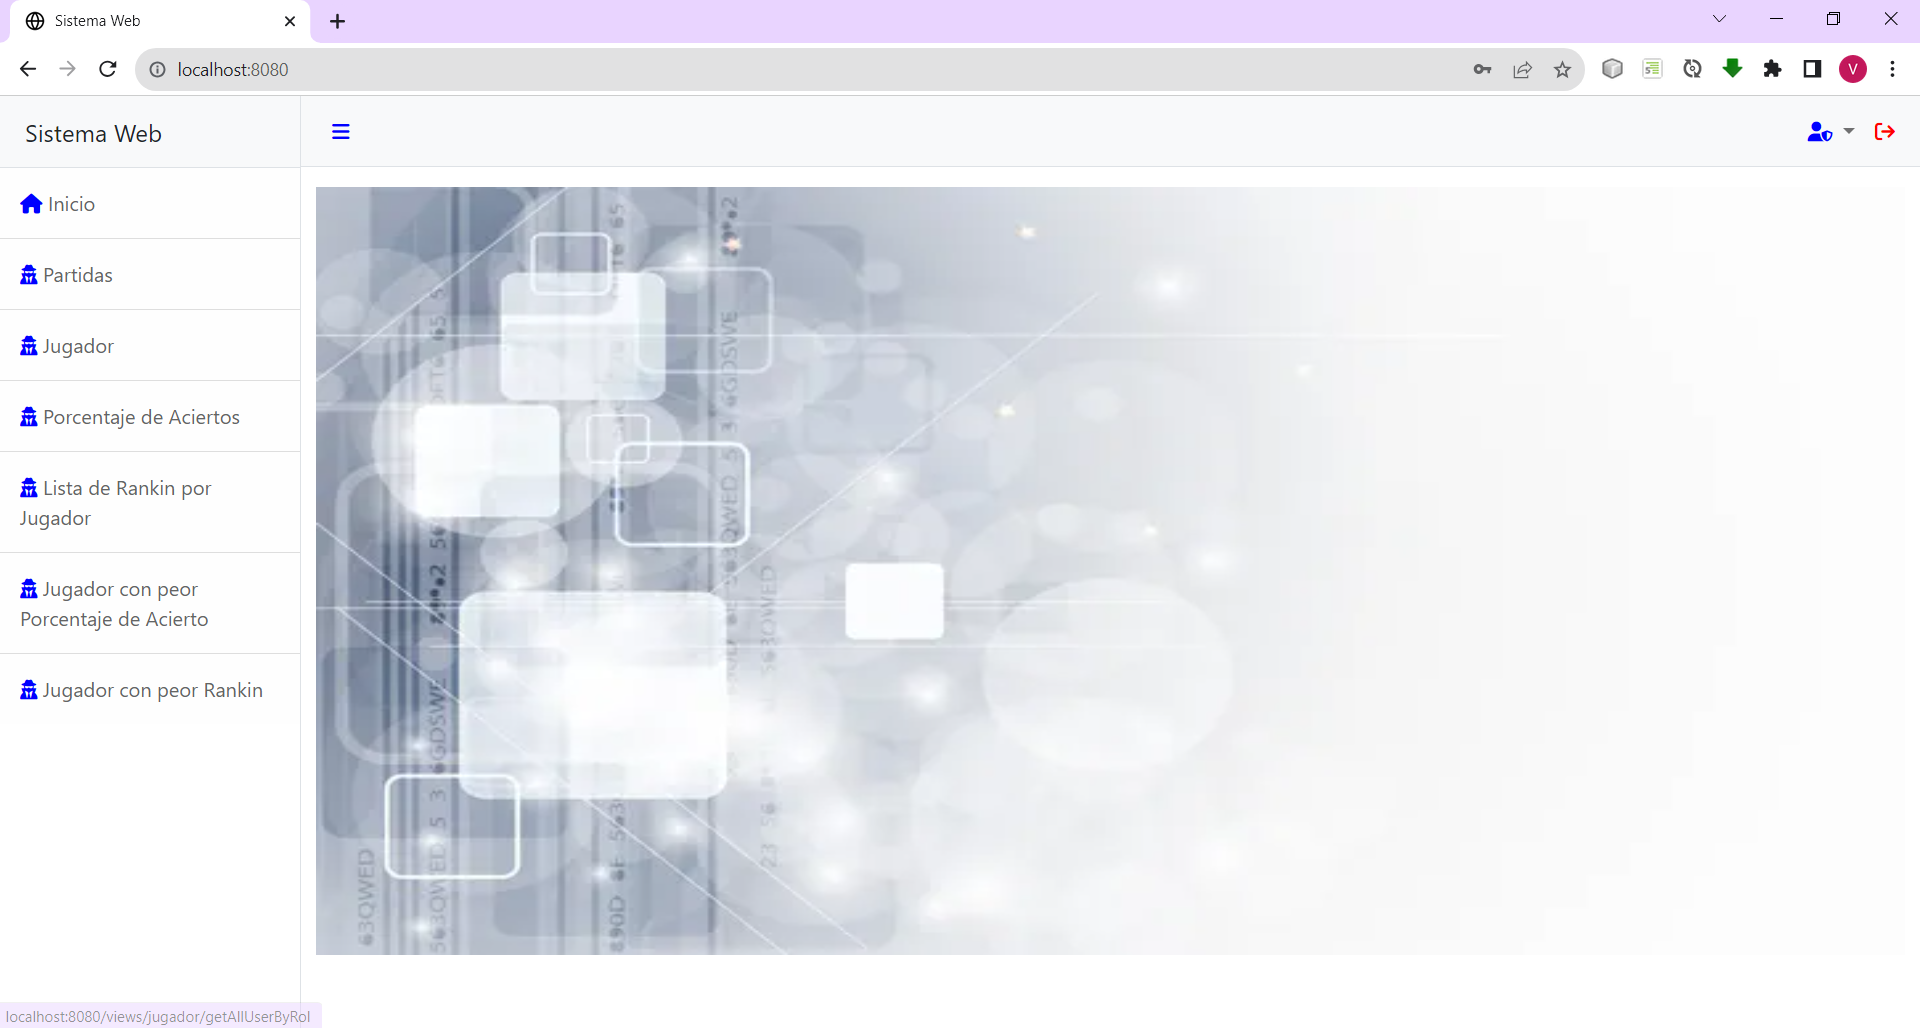 Sistema Web
localhost:8080
V
Sistema Web
Inicio
Partidas
Jugador
Porcentaje de Aciertos
Lista de Rankin por
Jugador
Jugador con peor
Porcentaje de Acierto
Jugador con peor Rankin
63QWED
localhost:8080/views/jugador/getAllUserByRol